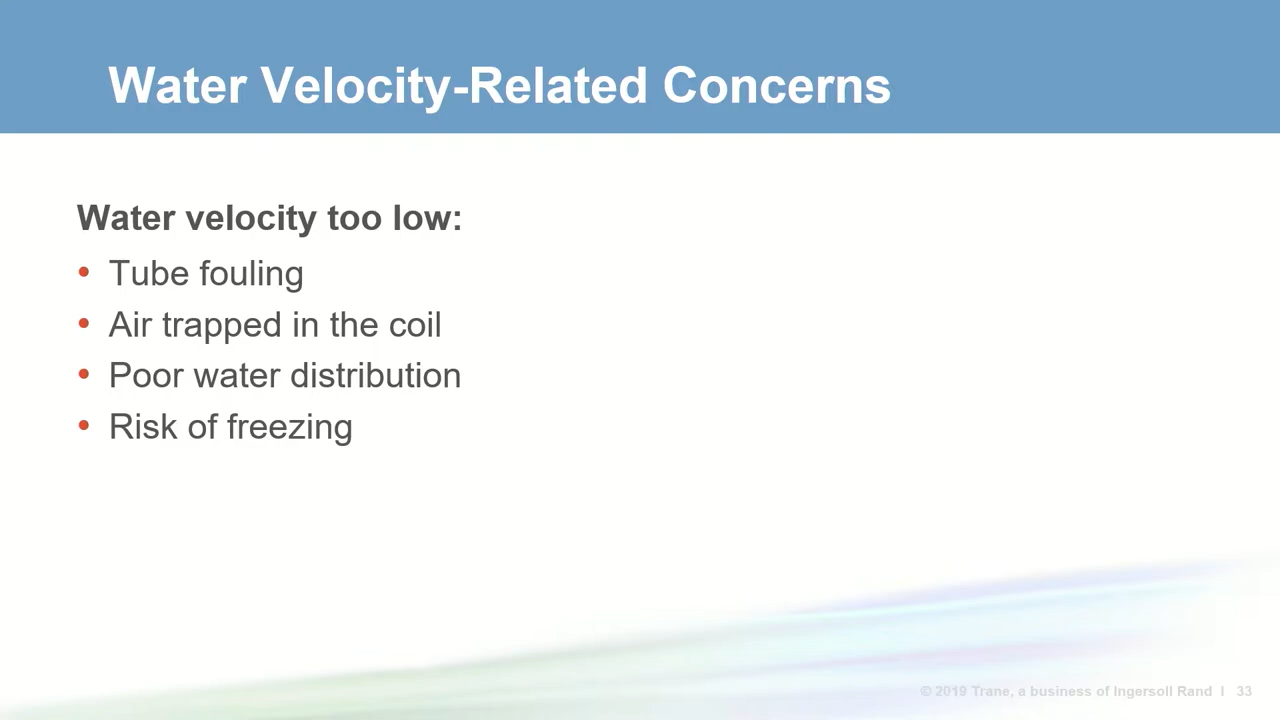 Water Velocity-Related Concerns
Water velocity too low:
• Tube fouling
• Air trapped in the coil
• Poor water distribution
• Risk of freezing
© 2019 Trane, a business of Ingersoll Rand I 33